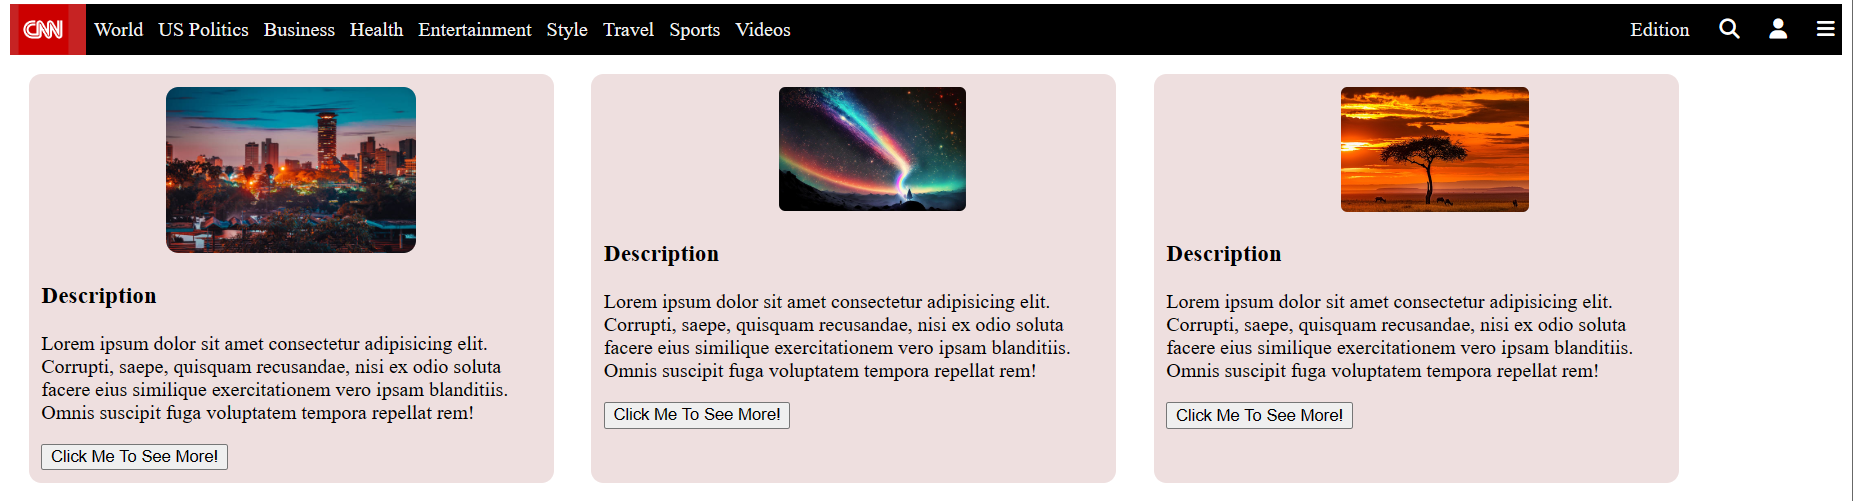 CNN World US Politics Business Health Entertainment Style Travel Sports Videos Edition
Description
Lorem ipsum dolor sit amet consectetur adipisicing elit.
Corrupti, saepe, quisquam recusandae, nisi ex odio soluta
facere eius similique exercitationem vero ipsam blanditiis.
Omnis suscipit fuga voluptatem tempora repellat rem!
Click Me To See More!
Description
Lorem ipsum dolor sit amet consectetur adipisicing elit.
Corrupti, saepe, quisquam recusandae, nisi ex odio soluta
facere eius similique exercitationem vero ipsam blanditiis.
Omnis suscipit fuga voluptatem tempora repellat rem!
Click Me To See More!
Description
Lorem ipsum dolor sit amet consectetur adipisicing elit.
Corrupti, saepe, quisquam recusandae, nisi ex odio soluta
facere eius similique exercitationem vero ipsam blanditiis.
Omnis suscipit fuga voluptatem tempora repellat rem!
Click Me To See More!